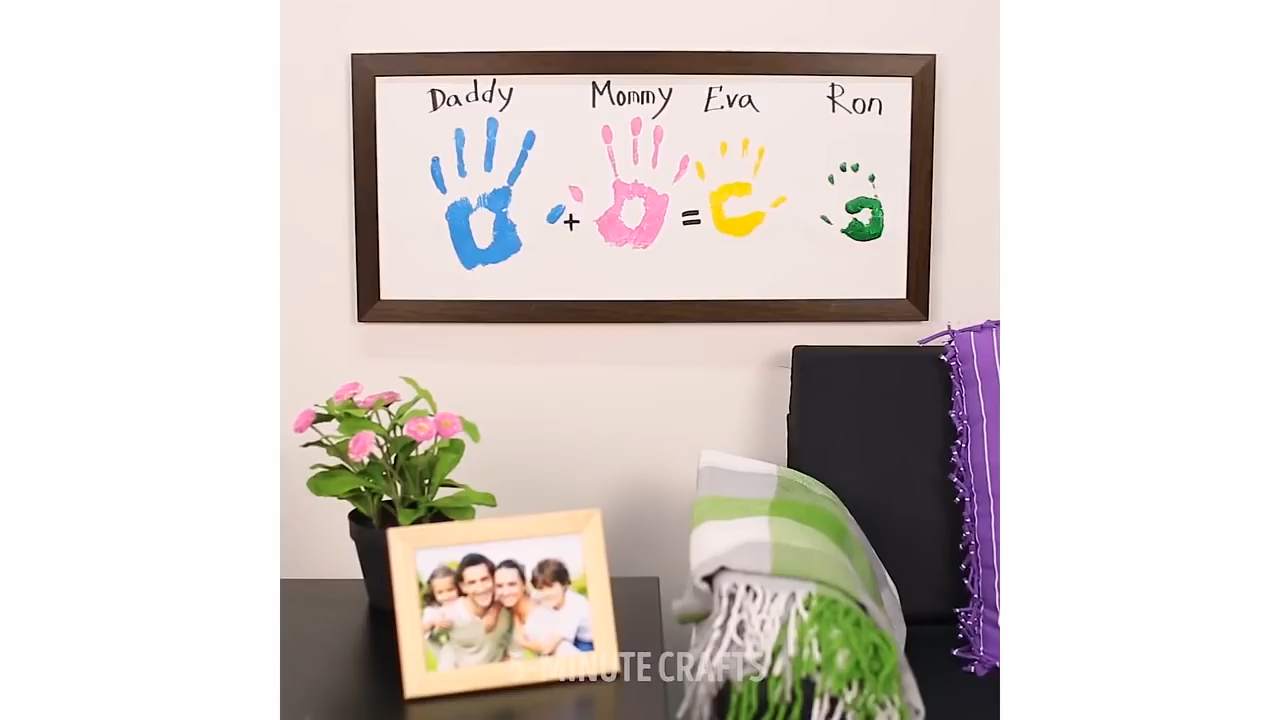 Daddy Mommy Eva Ron
+ =
5-MINUTE CRAFTS